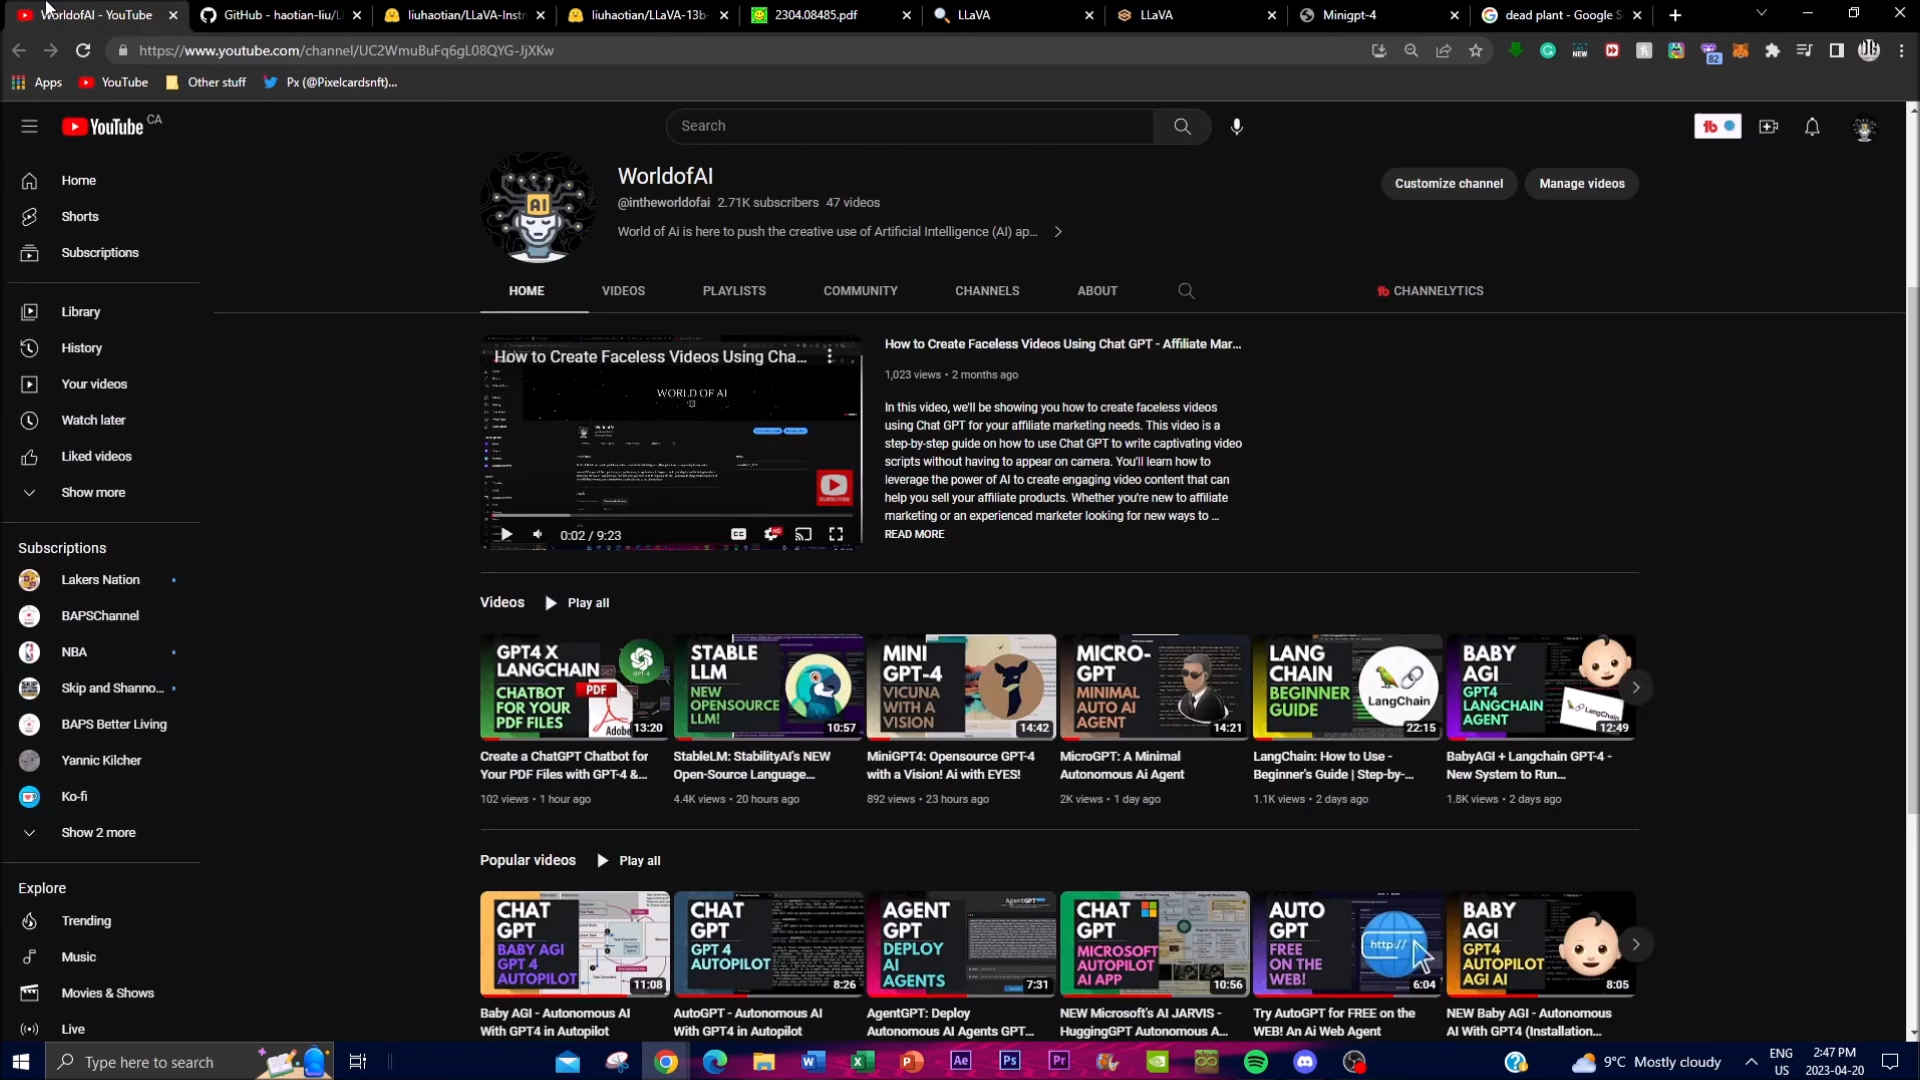 WorldofAI - YouTube
GitHub - haotian-liu/Ll
liuhaotian/LLaVA-Instr
liuhaotian/LLaVA-13b-
2304.08485.pdf
LLaVA
LLaVA
Minigpt-4
dead plant - Google S
https://www.youtube.com/channel/UC2WmuBuFq6gL08QYG-JjXKw
82
Apps
YouTube
Other stuff
Px (@Pixelcardsnft)...
YouTube CA
Search
Home
Shorts
Subscriptions
Library
History
Your videos
Watch later
Liked videos
Show more
Subscriptions
Lakers Nation
BAPSChannel
NBA
Skip and Shanno...
BAPS Better Living
Yannic Kilcher
Ko-fi
Show 2 more
Explore
Trending
Music
Movies & Shows
Live
AI
WorldofAI
@intheworldofai 2.71K subscribers 47 videos
World of Ai is here to push the creative use of Artificial Intelligence (AI) ap...
Customize channel
Manage videos
HOME
VIDEOS
PLAYLISTS
COMMUNITY
CHANNELS
ABOUT
CHANNELYTICS
How to Create Faceless Videos Using Cha...
WORLD OF AI
SUBSCRIBE
0:02 / 9:23
How to Create Faceless Videos Using Chat GPT - Affiliate Mar...
1,023 views • 2 months ago
In this video, we'll be showing you how to create faceless videos
using Chat GPT for your affiliate marketing needs. This video is a
step-by-step guide on how to use Chat GPT to write captivating video
scripts without having to appear on camera. You'll learn how to
leverage the power of AI to create engaging video content that can
help you sell your affiliate products. Whether you're new to affiliate
marketing or an experienced marketer looking for new ways to ...
READ MORE
Videos
Play all
GPT4 X
LANGCHAIN
CHATBOT
FOR YOUR
PDF FILES
PDF
Adobe
13:20
Create a ChatGPT Chatbot for
Your PDF Files with GPT-4 &...
102 views • 1 hour ago
STABLE
LLM
NEW
OPENSOURCE
LLM!
10:57
StableLM: StabilityAI's NEW
Open-Source Language...
4.4K views • 20 hours ago
MINI
GPT-4
VICUNA
WITH A
VISION
14:42
MiniGPT4: Opensource GPT-4
with a Vision! Ai with EYES!
892 views • 23 hours ago
MICRO-
GPT
MINIMAL
AUTO AI
AGENT
14:21
MicroGPT: A Minimal
Autonomous Ai Agent
2K views • 1 day ago
LANG
CHAIN
BEGINNER
GUIDE
LangChain
22:15
LangChain: How to Use -
Beginner's Guide | Step-by-...
1.1K views • 2 days ago
BABY
AGI
GPT4
LANGCHAIN
AGENT
LangChain
12:49
BabyAGI + Langchain GPT-4 -
New System to Run...
1.8K views • 2 days ago
Popular videos
Play all
CHAT
GPT
BABY AGI
GPT 4
AUTOPILOT
11:08
Baby AGI - Autonomous AI
With GPT4 in Autopilot
CHAT
GPT
GPT 4
AUTOPILOT
8:26
AutoGPT - Autonomous AI
With GPT4 in Autopilot
AGENT
GPT
DEPLOY
AI
AGENTS
AgentGPT
7:31
AgentGPT: Deploy
Autonomous AI Agents GPT...
CHAT
GPT
MICROSOFT
AUTOPILOT
AI APP
10:56
NEW Microsoft's AI JARVIS -
HuggingGPT Autonomous A...
AUTO
GPT
FREE
ON THE
WEB!
http://
6:04
Try AutoGPT for FREE on the
WEB! An Ai Web Agent
BABY
AGI
GPT4
AUTOPILOT
AGI AI
8:05
NEW Baby AGI - Autonomous
AI With GPT4 (Installation...
Type here to search
9°C Mostly cloudy
ENG
US
2:47 PM
2023-04-20